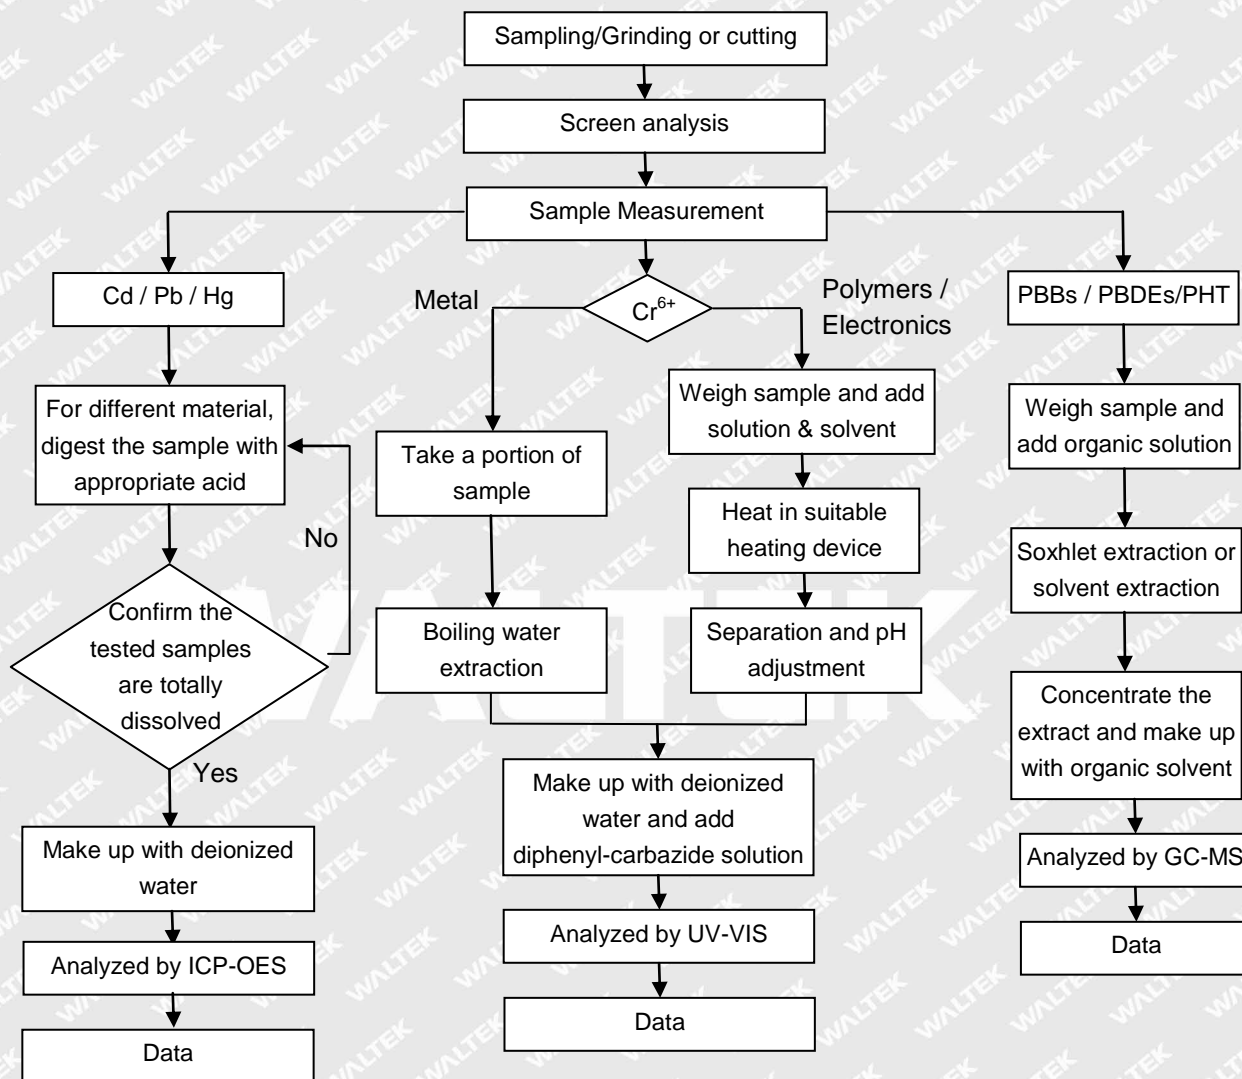 Sampling/Grinding or cutting
Screen analysis
Sample Measurement
Cd / Pb / Hg
For different material,
digest the sample with
appropriate acid
No
Confirm the
tested samples
are totally
dissolved
Yes
Make up with deionized
water
Analyzed by ICP-OES
Data
Cr6+
Metal
Take a portion of
sample
Boiling water
extraction
Polymers /
Electronics
Weigh sample and add
solution & solvent
Heat in suitable
heating device
Separation and pH
adjustment
Make up with deionized
water and add
diphenyl-carbazide solution
Analyzed by UV-VIS
Data
PBBs / PBDEs/PHT
Weigh sample and
add organic solution
Soxhlet extraction or
solvent extraction
Concentrate the
extract and make up
with organic solvent
Analyzed by GC-MS
Data
WALTEK